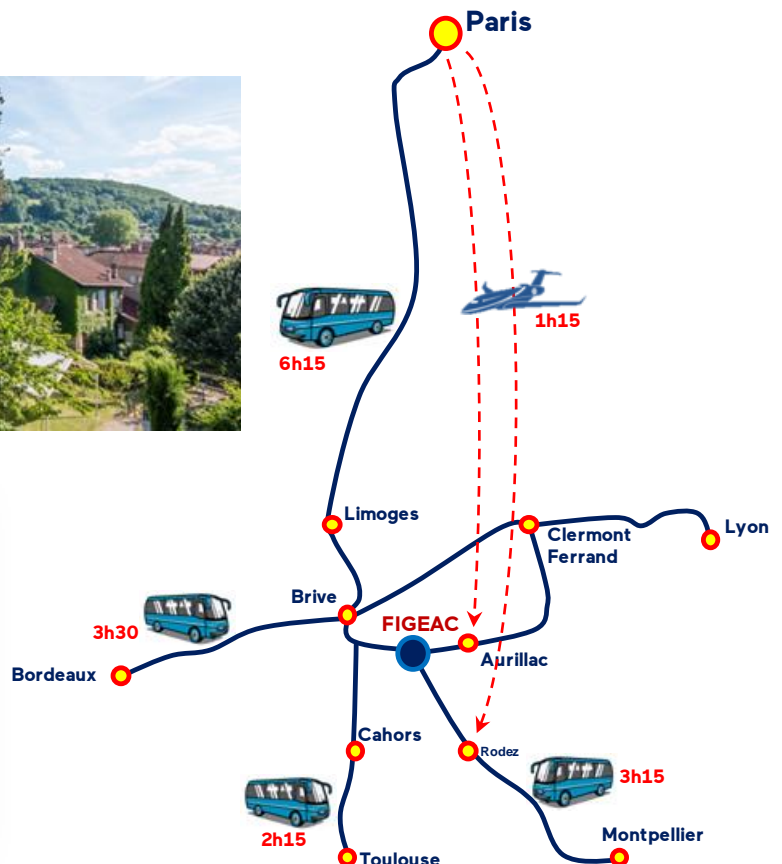 Paris
1h15
6h15
Limoges
Clermont
Ferrand
Lyon
Brive
3h30
FIGEAC
Aurillac
Bordeaux
Cahors
Rodez
3h15
2h15
Montpellier
Toulouse